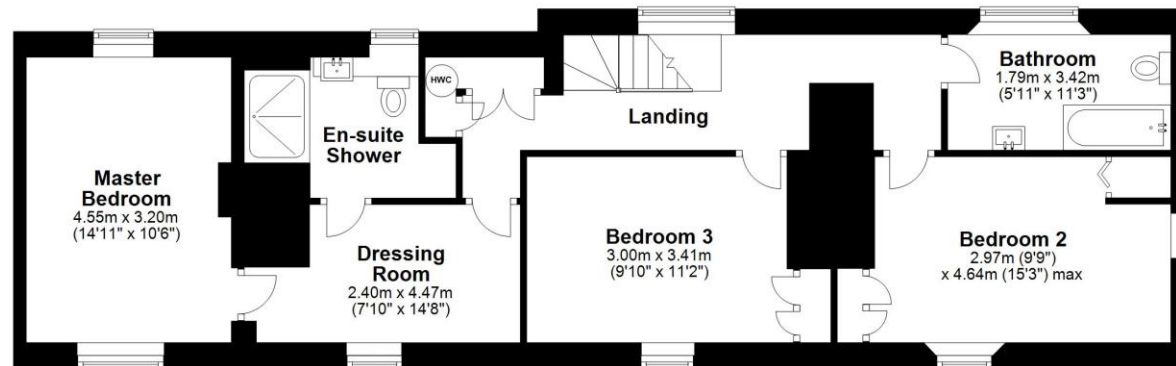 Master
Bedroom
4.55m x 3.20m
(14'11" x 10'6")
En-suite
Shower
HWC
Dressing
Room
2.40m x 4.47m
(7'10" x 14'8")
Landing
Bedroom 3
3.00m x 3.41m
(9'10" x 11'2")
Bathroom
1.79m x 3.42m
(5'11" x 11'3")
Bedroom 2
2.97m (9'9")
x 4.64m (15'3") max